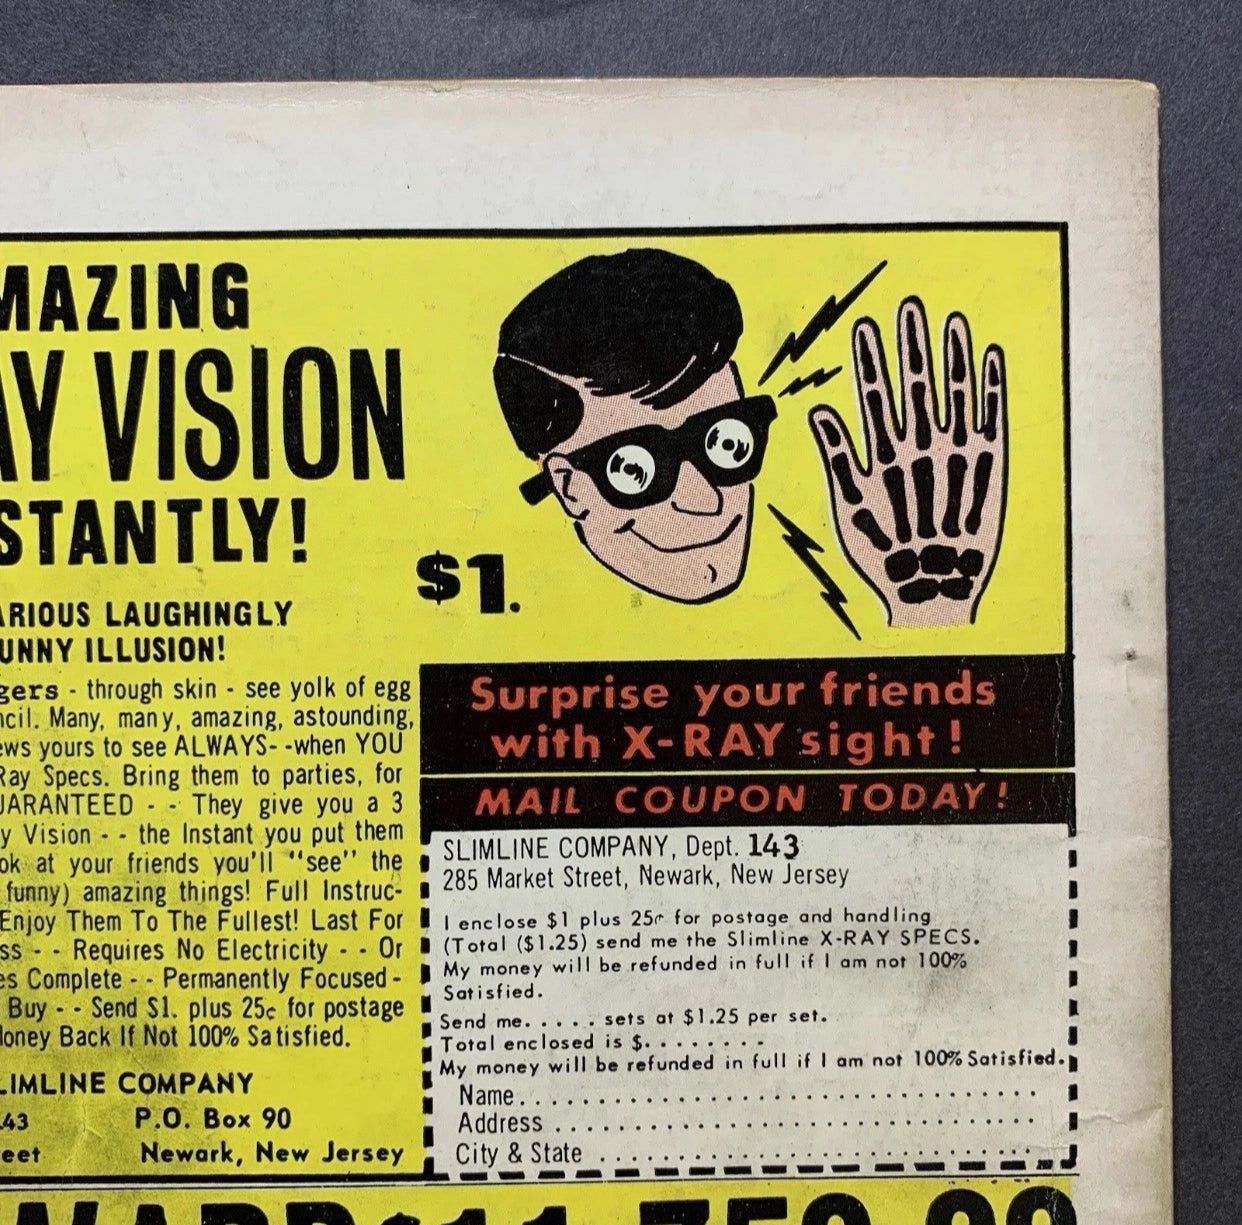 MAZING
AY VISION
STANTLY!
ARIOUS LAUGHINGLY
UNNY ILLUSION!
gers - through skin - see yolk of egg
ncil. Many, many, amazing, astounding,
ews yours to see ALWAYS- -when YOU
Ray Specs. Bring them to parties, for
UARANTEED - - They give you a 3
y Vision - - the Instant you put them
ok at your friends you'll "see" the
funny) amazing things! Full Instruc-
Enjoy Them To The Fullest! Last For
ss - - Requires No Electricity - - Or
es Complete - - Permanently Focused -
Buy - - Send $1. plus 25c for postage
Money Back If Not 100% Satisfied.
LIMLINE COMPANY
143 P.O. Box 90
reet Newark, New Jersey
$1.
Surprise your friends
with X-RAY sight!
MAIL COUPON TODAY!
SLIMLINE COMPANY, Dept. 143
285 Market Street, Newark, New Jersey
I enclose $1 plus 25c for postage and handling
(Total ($1.25) send me the Slimline X-RAY SPECS.
My money will be refunded in full if I am not 100%
Satisfied.
Send me. . . . . sets at $1.25 per set.
Total enclosed is $. . . . . . . .
My money will be refunded in full if I am not 100% Satisfied.
Name. . . . . . . . . . . . . . . . . . . . . . . . . . . . . . . . . . . .
Address . . . . . . . . . . . . . . . . . . . . . . . . . . . . . . . . .
City & State . . . . . . . . . . . . . . . . . . . . . . . . . . . . . .